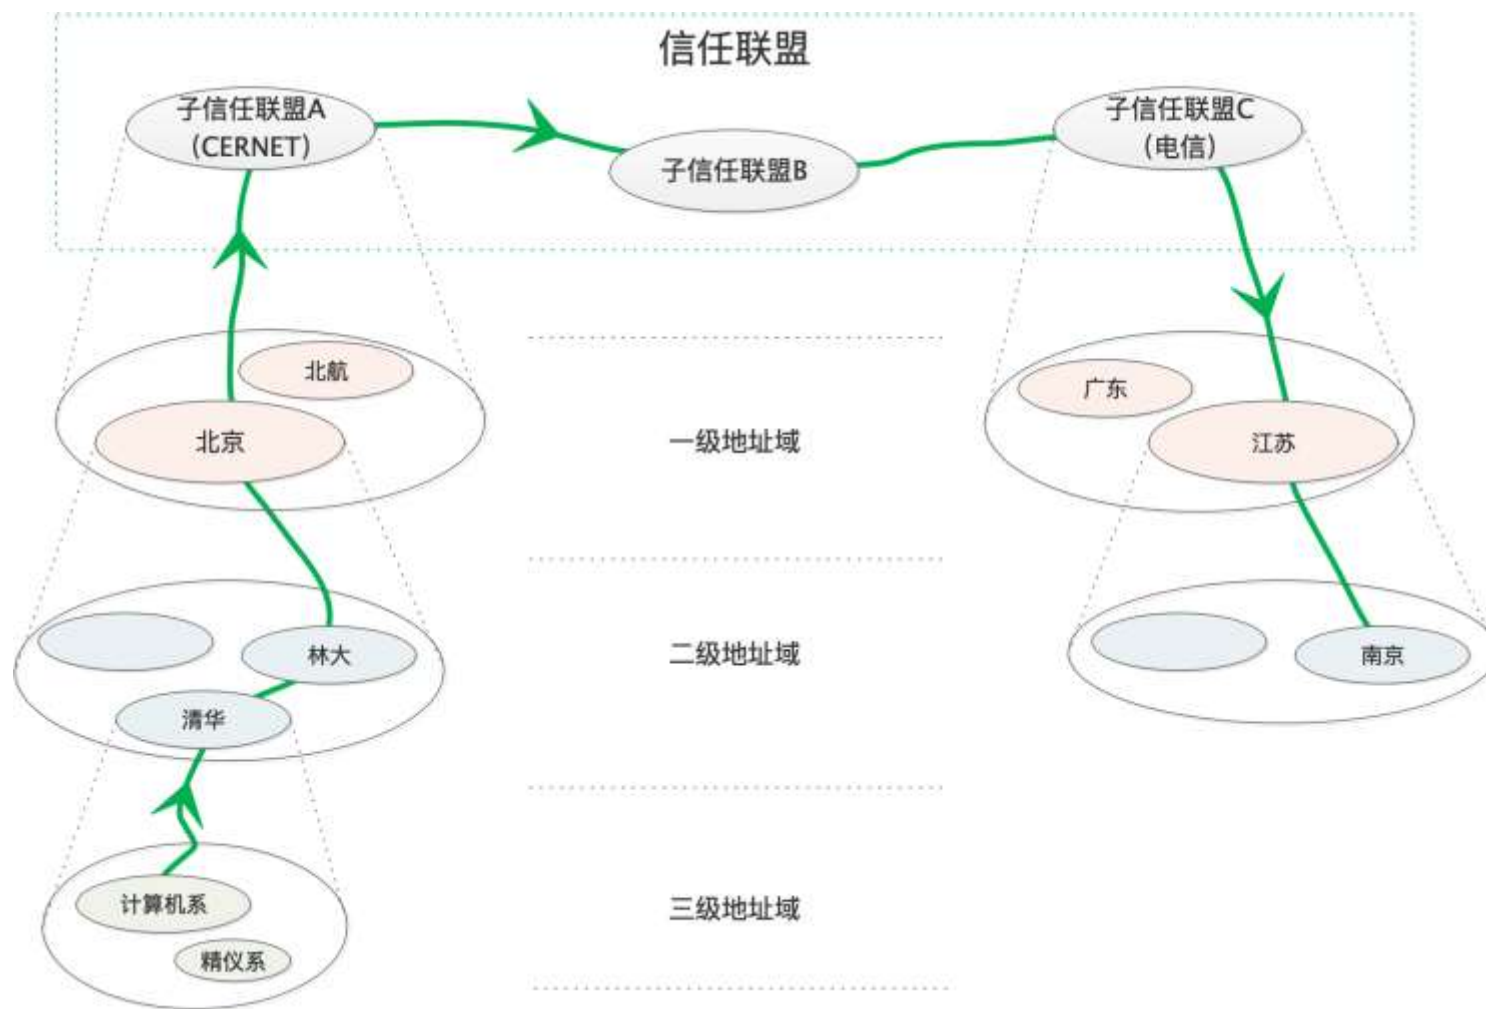 信任联盟
子信任联盟A
(CERNET)
子信任联盟B
子信任联盟C
(电信)
北航
北京
一级地址域
广东
江苏
林大
清华
二级地址域
南京
计算机系
精仪系
三级地址域